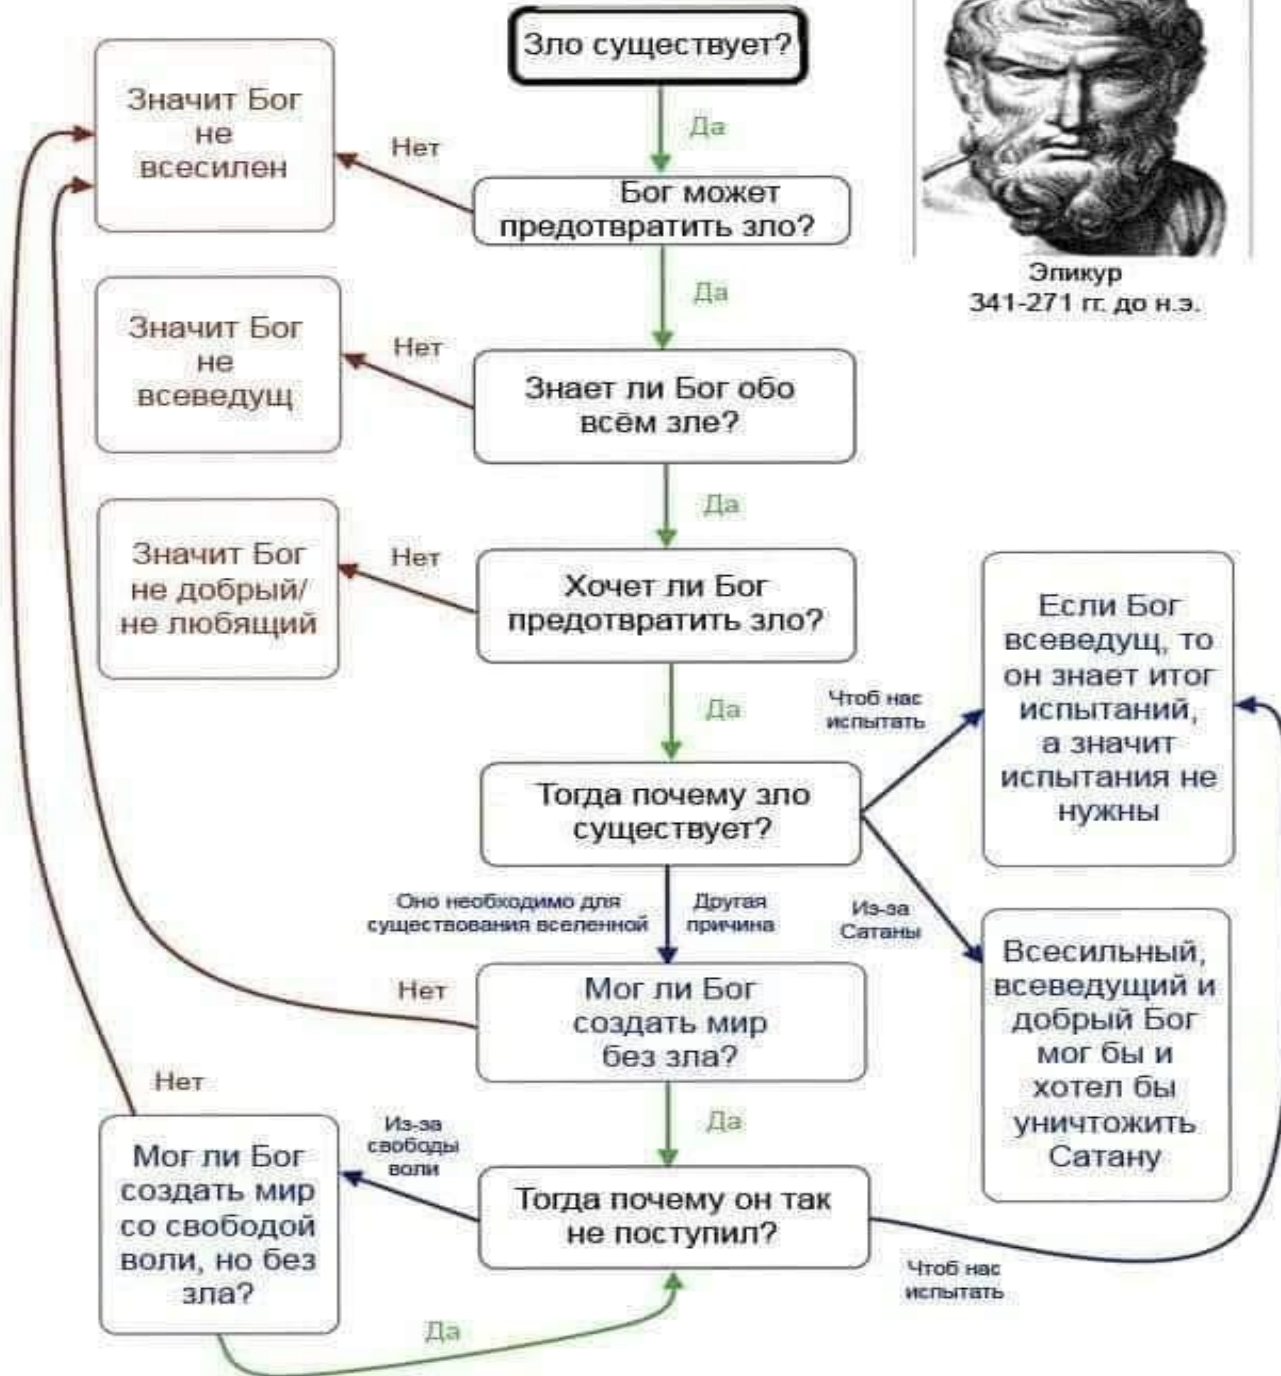 Зло существует?
Да
Значит Бог
не
всесилен
Нет
Бог может
предотвратить зло?
Эпикур
341-271 гг. до н.э.
Да
Значит Бог
не
всеведущ
Нет
Знает ли Бог обо
всём зле?
Да
Значит Бог
не добрый/
не любящий
Нет
Хочет ли Бог
предотвратить зло?
Да
Чтоб нас
испытать
Если Бог
всеведущ, то
он знает итог
испытаний,
а значит
испытания не
нужны
Тогда почему зло
существует?
Оно необходимо для
существования вселенной
Другая
причина
Из-за
Сатаны
Всесильный,
всеведущий и
добрый Бог
мог бы и
хотел бы
уничтожить
Сатану
Нет
Мог ли Бог
создать мир
без зла?
Да
Нет
Из-за
свободы
воли
Мог ли Бог
создать мир
со свободой
воли, но без
зла?
Тогда почему он так
не поступил?
Чтоб нас
испытать
Да